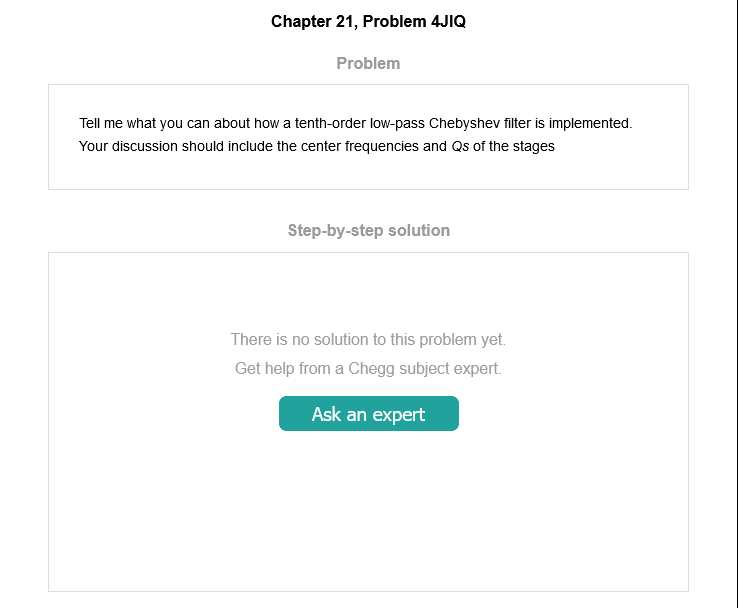 Chapter 21, Problem 4JIQ
Problem
Tell me what you can about how a tenth-order low-pass Chebyshev filter is implemented.
Your discussion should include the center frequencies and Qs of the stages
Step-by-step solution
There is no solution to this problem yet.
Get help from a Chegg subject expert.
Ask an expert